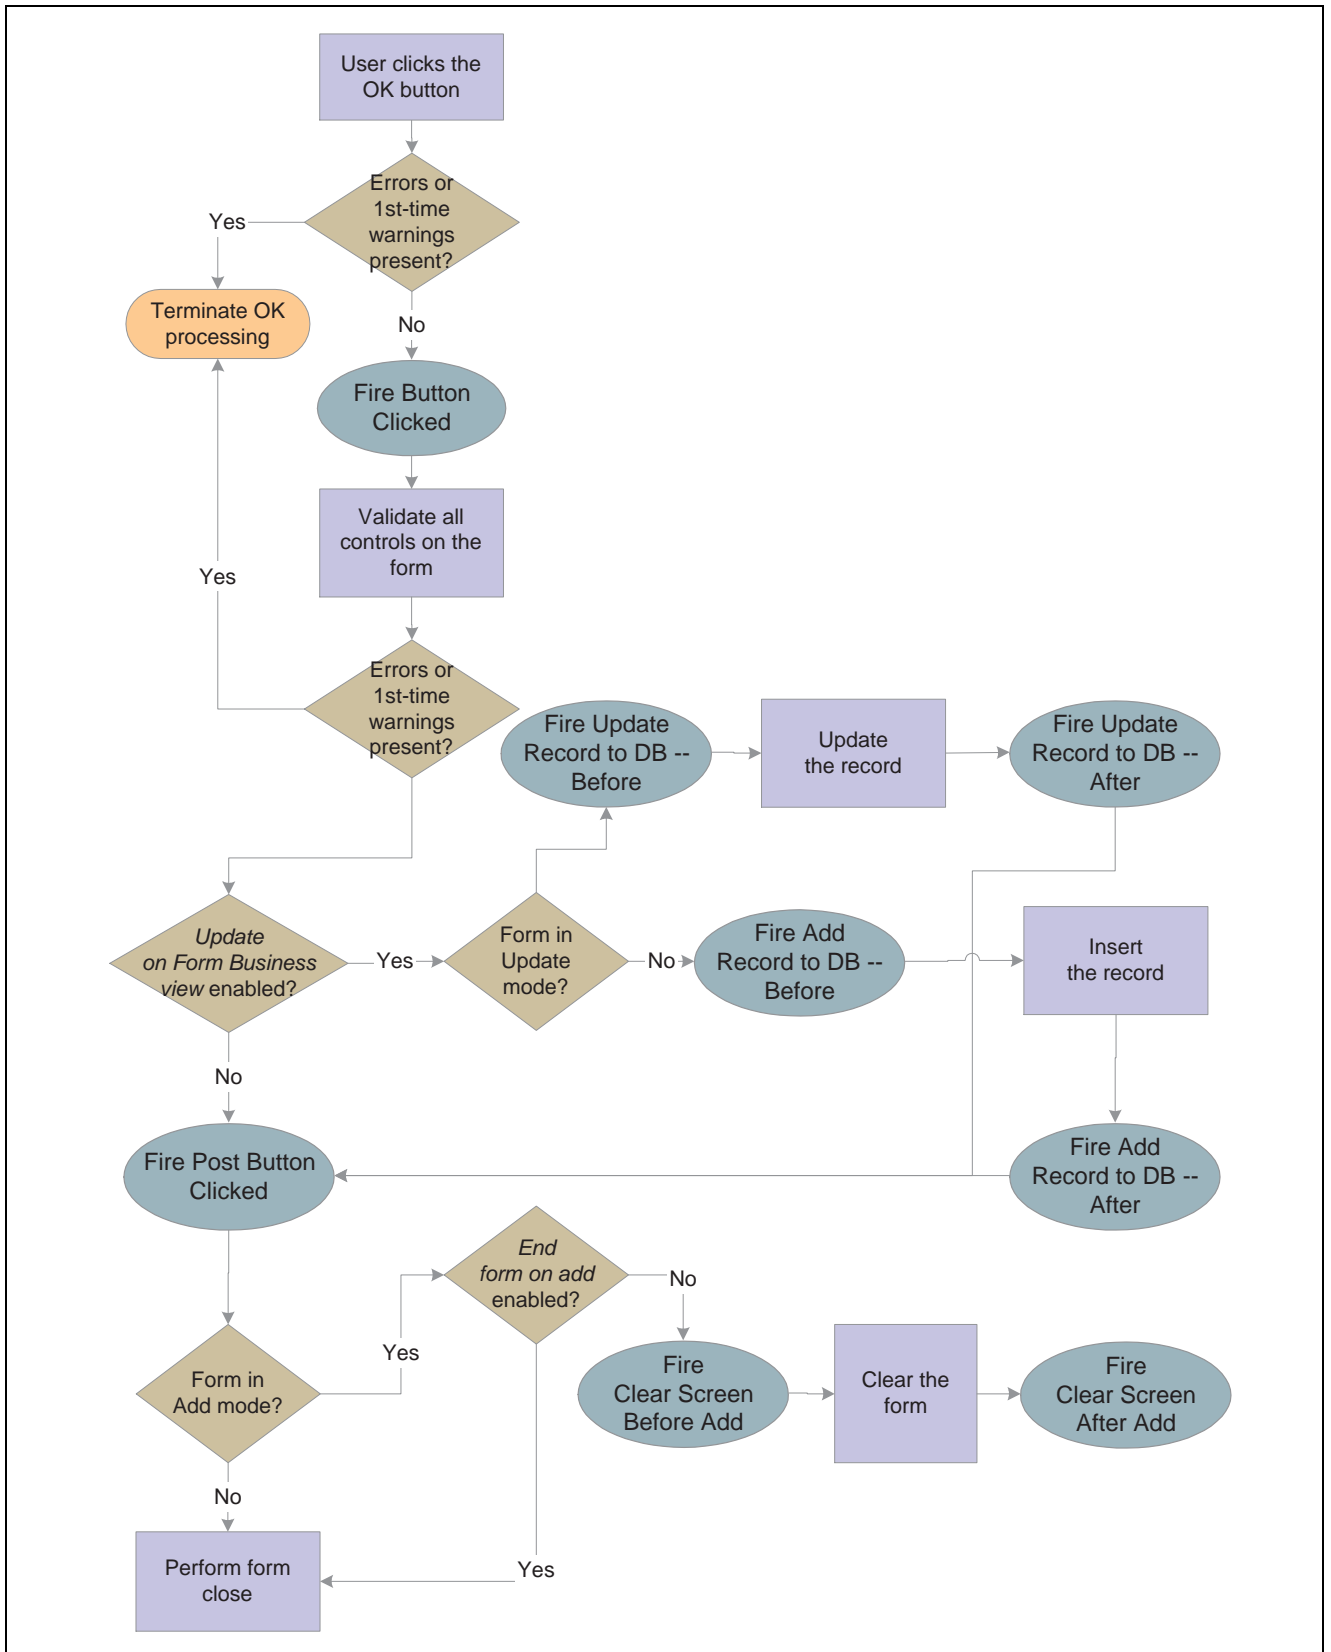 User clicks the
OK button
Errors or
1st-time
warnings
present?
Yes
Terminate OK
processing
No
Fire Button
Clicked
Validate all
controls on the
form
Yes
Errors or
1st-time
warnings
present?
Fire Update
Record to DB --
Before
Update
the record
Fire Update
Record to DB --
After
Update
on Form Business
view enabled?
Yes
Form in
Update
mode?
No
Fire Add
Record to DB --
Before
Insert
the record
No
Fire Post Button
Clicked
Fire Add
Record to DB --
After
End
form on add
enabled?
No
Yes
Form in
Add mode?
Fire
Clear Screen
Before Add
Clear the
form
Fire
Clear Screen
After Add
No
Perform form
close
Yes